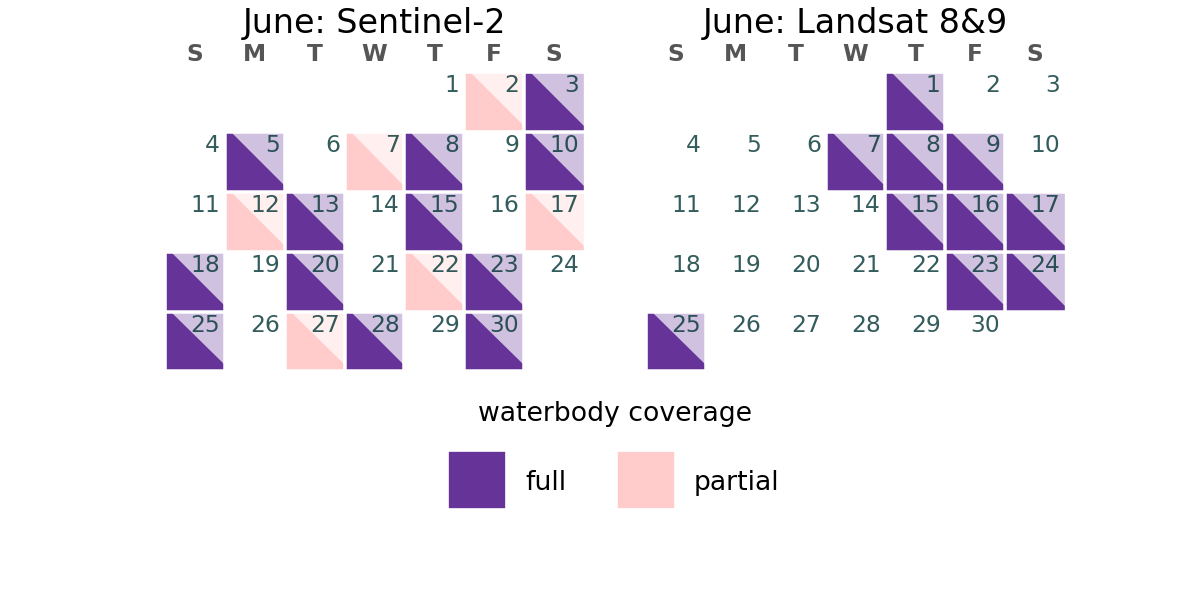 June: Sentinel-2
S M T W T F S
1 2 3
4 5 6 7 8 9 10
11 12 13 14 15 16 17
18 19 20 21 22 23 24
25 26 27 28 29 30
June: Landsat 8&9
S M T W T F S
1 2 3
4 5 6 7 8 9 10
11 12 13 14 15 16 17
18 19 20 21 22 23 24
25 26 27 28 29 30
waterbody coverage
full
partial